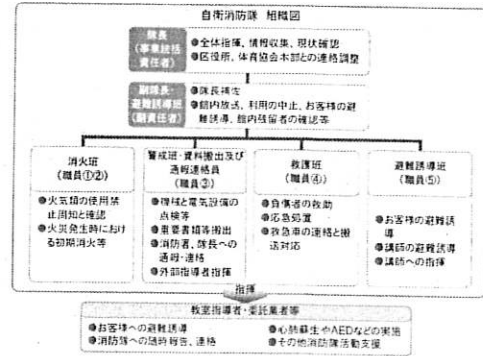 自衛消防隊 組織図
隊長
(事業統括
責任者)
●全体指揮、情報収集、現状確認
●区役所、体育協会本部との連絡調整
副隊長・
避難誘導班
(副責任者)
●隊長補佐
●館内放送、利用の中止、お客様の避
難誘導、館内残留者の確認等
消火班
(職員①②)
●火気類の使用禁
止周知と確認
●火災発生時におけ
る初期消火等
警戒班・資料搬出及び
通報連絡員
(職員③)
●機械と電気設備の
点検等
●重要書類等搬出
●消防署、隊長への
通報・連絡
●外部指導者指揮
救護班
(職員④)
●負傷者の救助
●応急処置
●救急車の連絡と搬
送対応
避難誘導班
(職員⑤)
●お客様の避難誘
導
●講師の避難誘導
●講師への指揮
指揮
教室指導者・委託業者等
●お客様への避難誘導
●消防隊への随時報告、連絡
●心肺蘇生やAEDなどの実施
●その他消防隊活動支援